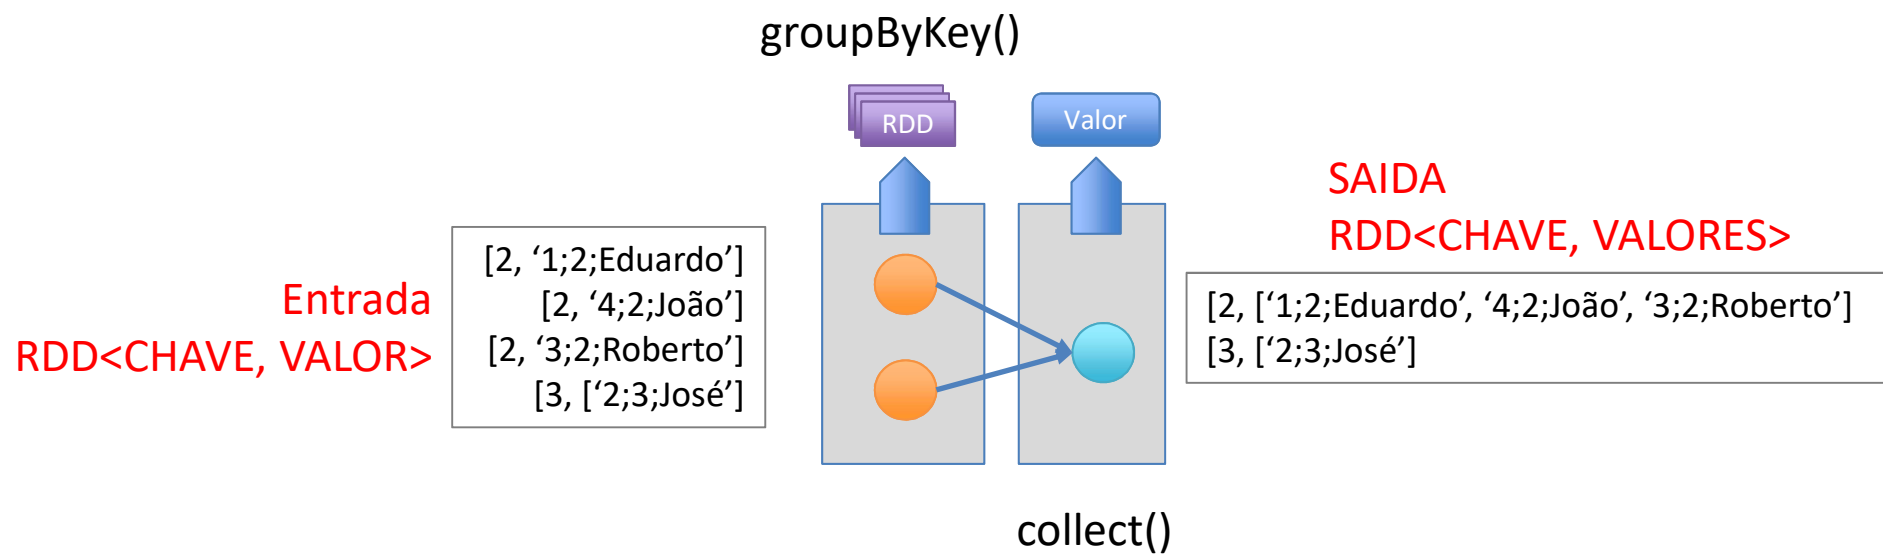 groupByKey()
RDD
Valor
SAIDA
RDD<CHAVE, VALORES>
Entrada
RDD<CHAVE, VALOR>
[2, ‘1;2;Eduardo’]
[2, ‘4;2;João’]
[2, ‘3;2;Roberto’]
[3, [‘2;3;José’]
[2, [‘1;2;Eduardo’, ‘4;2;João’, ‘3;2;Roberto’]
[3, [‘2;3;José’]
collect()